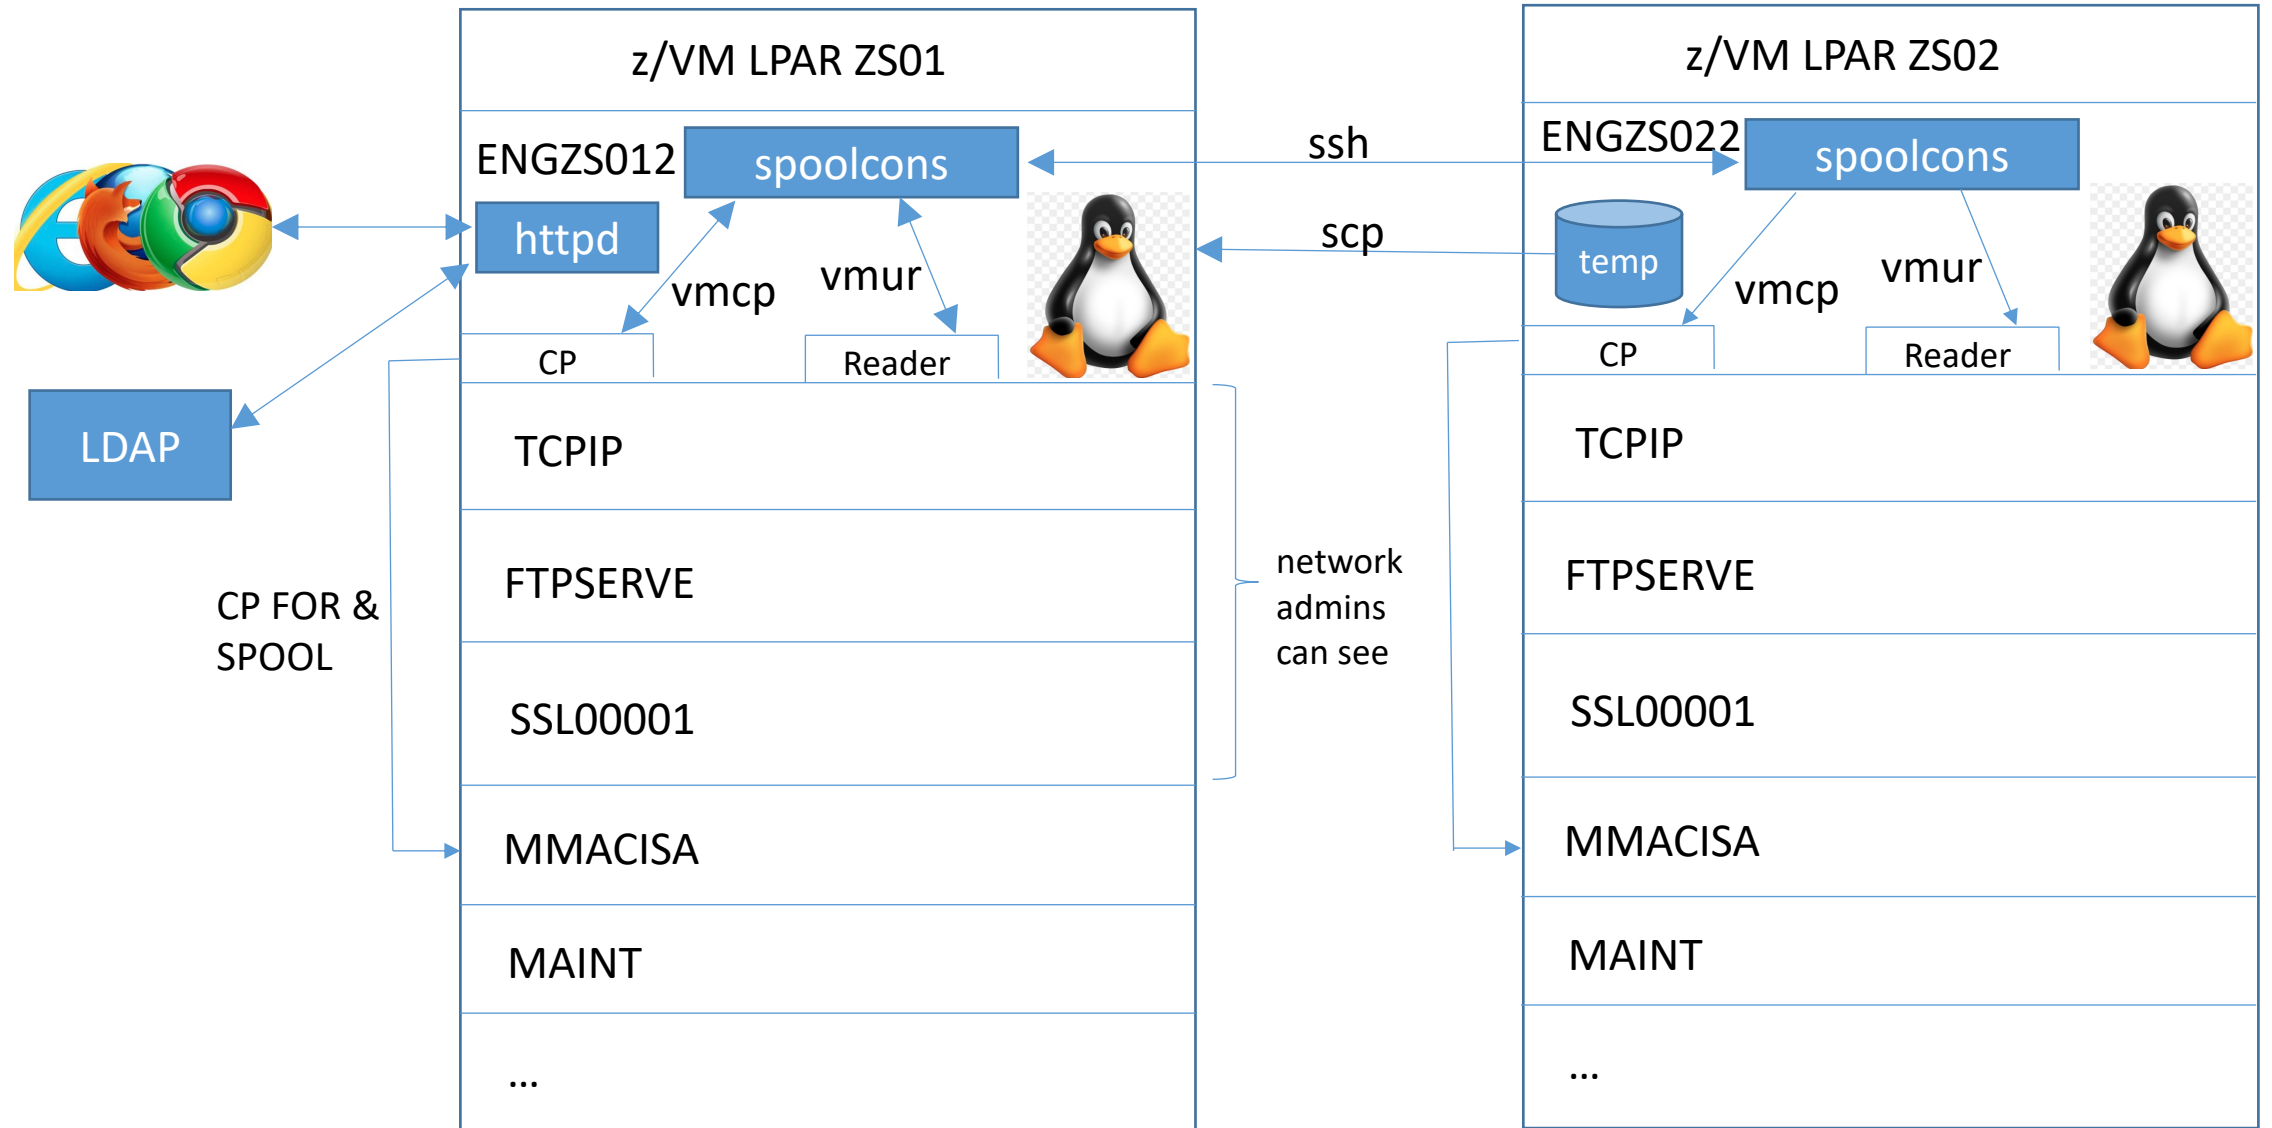 z/VM LPAR ZS01
ENGZS012
spoolcons
httpd
vmcp
vmur
CP
Reader
LDAP
CP FOR &
SPOOL
TCPIP
FTPSERVE
SSL00001
MMACISA
MAINT
...
ssh
scp
network
admins
can see
z/VM LPAR ZS02
ENGZS022
spoolcons
temp
vmcp
vmur
CP
Reader
TCPIP
FTPSERVE
SSL00001
MMACISA
MAINT
...